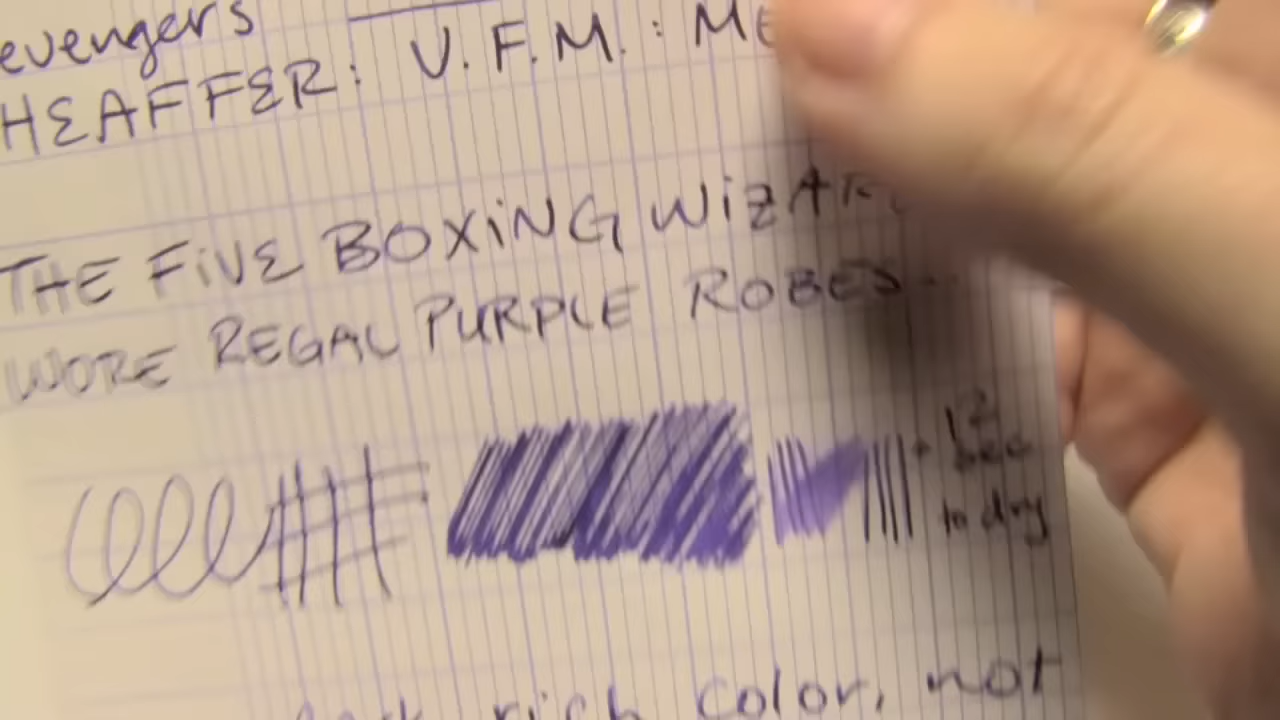 evengers
HEAFFER: V.F.M.: ME
THE FIVE BOXING WIZAR
WORE REGAL PURPLE ROBES...
12
sec
to dry
rich color, not